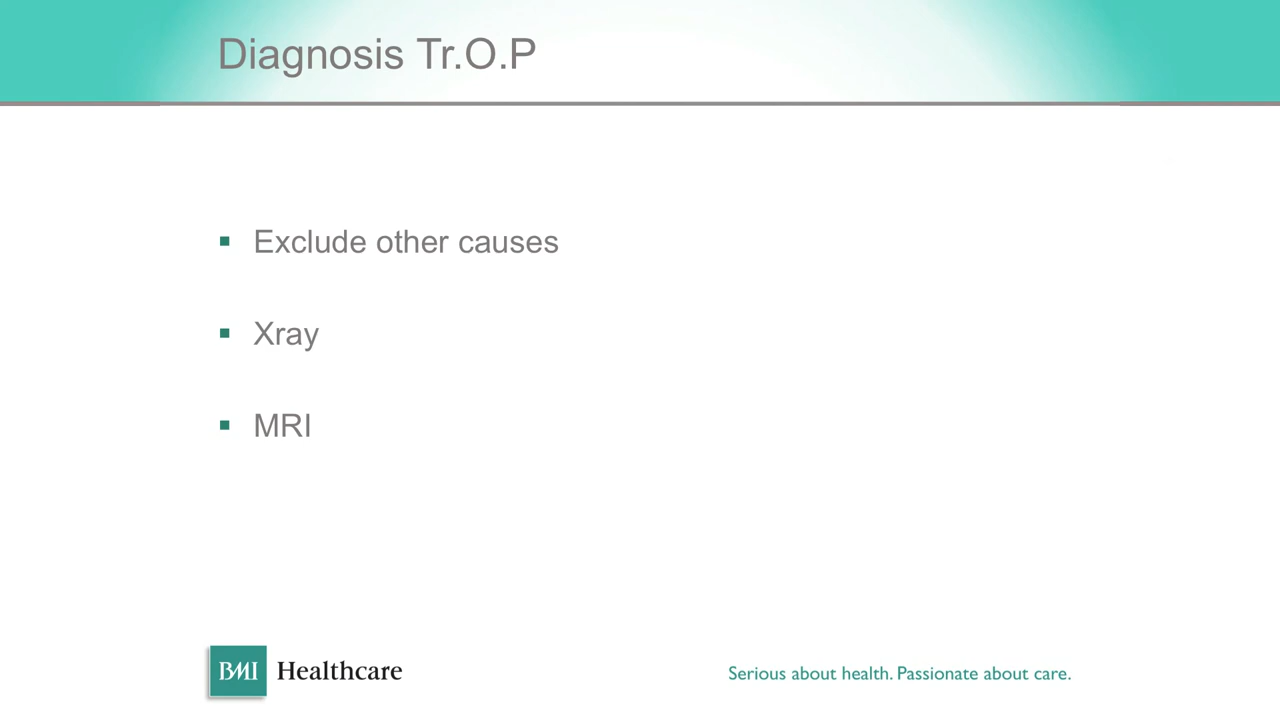 Diagnosis Tr.O.P
Exclude other causes
Xray
MRI
BMI Healthcare
Serious about health. Passionate about care.